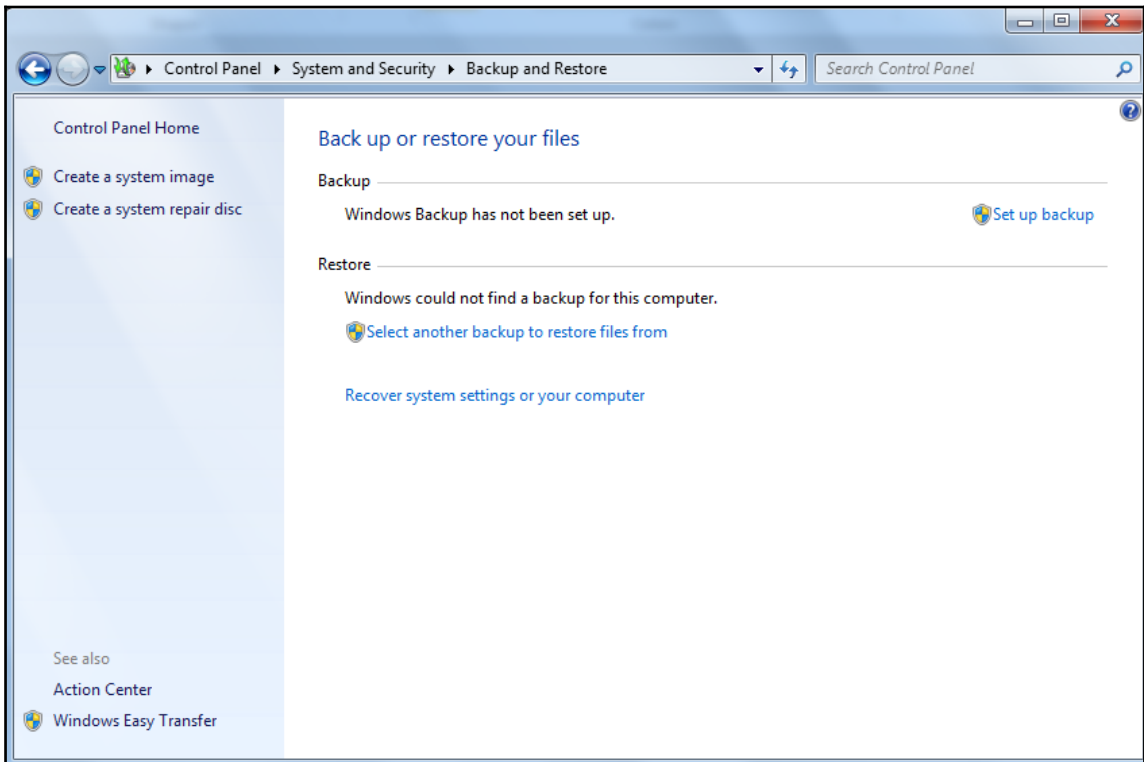 Control Panel System and Security Backup and Restore Search Control Panel
Control Panel Home
Create a system image
Create a system repair disc
Back up or restore your files
Backup
Windows Backup has not been set up. Set up backup
Restore
Windows could not find a backup for this computer.
Select another backup to restore files from
Recover system settings or your computer
See also
Action Center
Windows Easy Transfer